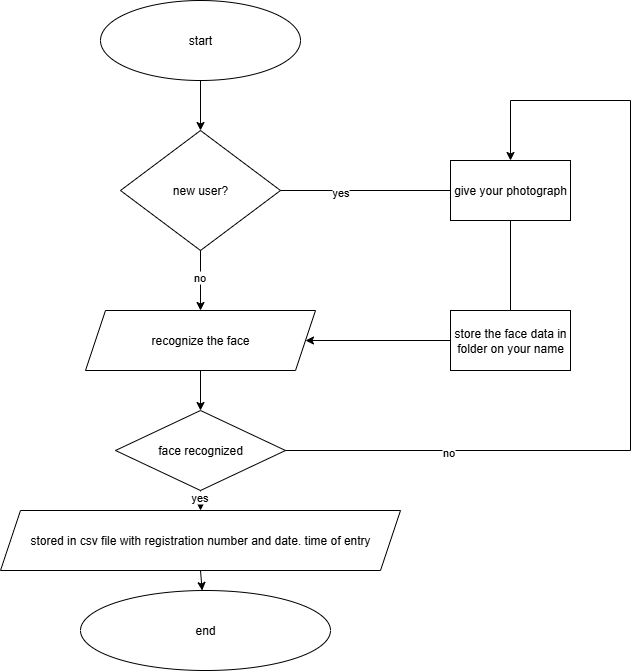 start
new user?
yes
give your photograph
no
recognize the face
store the face data in
folder on your name
face recognized
no
yes
stored in csv file with registration number and date. time of entry
end